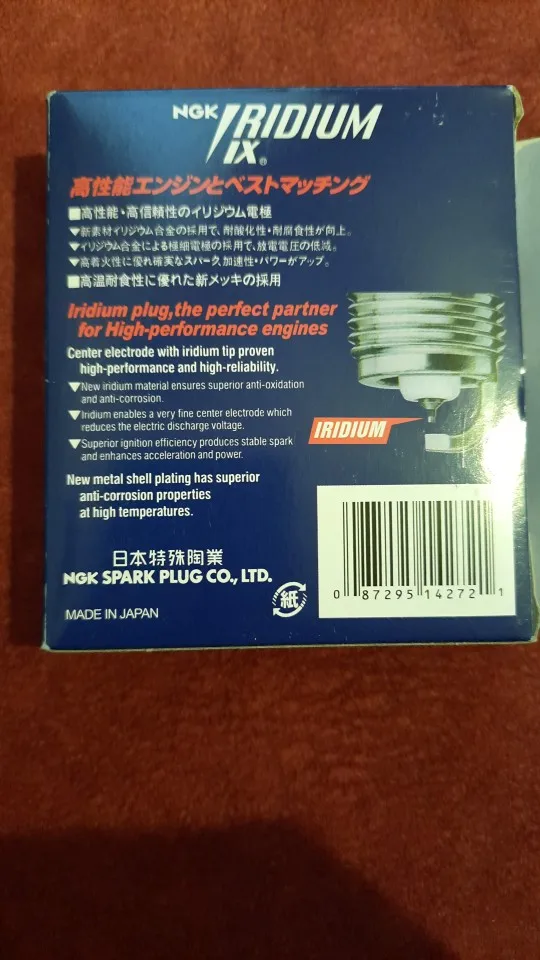 NGK IRIDIUM
IX®
高性能エンジンとベストマッチング
■高性能・高信頼性のイリジウム電極
▼新素材イリジウム合金の採用で、耐酸化性・耐腐食性が向上。
▼イリジウム合金による極細電極の採用で、放電電圧の低減。
▼高着火性に優れ確実なスパーク加速性・パワーがアップ。
■高温耐食性に優れた新メッキの採用
Iridium plug,the perfect partner
for High-performance engines
Center electrode with iridium tip proven
high-performance and high-reliability.
▼New iridium material ensures superior anti-oxidation
and anti-corrosion.
▼Iridium enables a very fine center electrode which
reduces the electric discharge voltage.
▼Superior ignition efficiency produces stable spark
and enhances acceleration and power.
IRIDIUM
New metal shell plating has superior
anti-corrosion properties
at high temperatures.
日本特殊陶業
NGK SPARK PLUG CO., LTD.
紙
MADE IN JAPAN
0 87295 14272 1